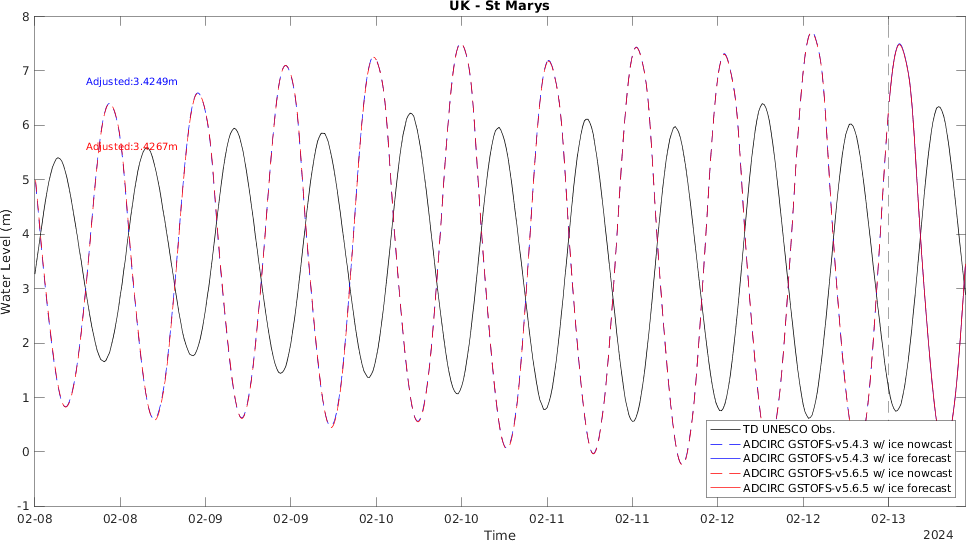 UK - St Marys
8
7
6
5
4
3
2
1
0
-1
Water Level (m)
Adjusted:3.4249m
Adjusted:3.4267m
TD UNESCO Obs.
ADCIRC GSTOFS-v5.4.3 w/ ice nowcast
ADCIRC GSTOFS-v5.4.3 w/ ice forecast
ADCIRC GSTOFS-v5.6.5 w/ ice nowcast
ADCIRC GSTOFS-v5.6.5 w/ ice forecast
02-08 02-08 02-09 02-09 02-10 02-10 02-11 02-11 02-12 02-12 02-13
Time
2024